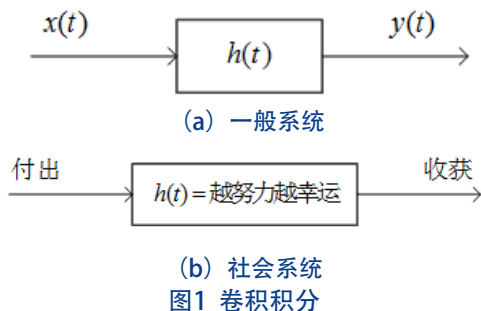 x(t) h(t) y(t)
（a）一般系统
付出 h(t)=越努力越幸运 收获
（b）社会系统
图1 卷积积分